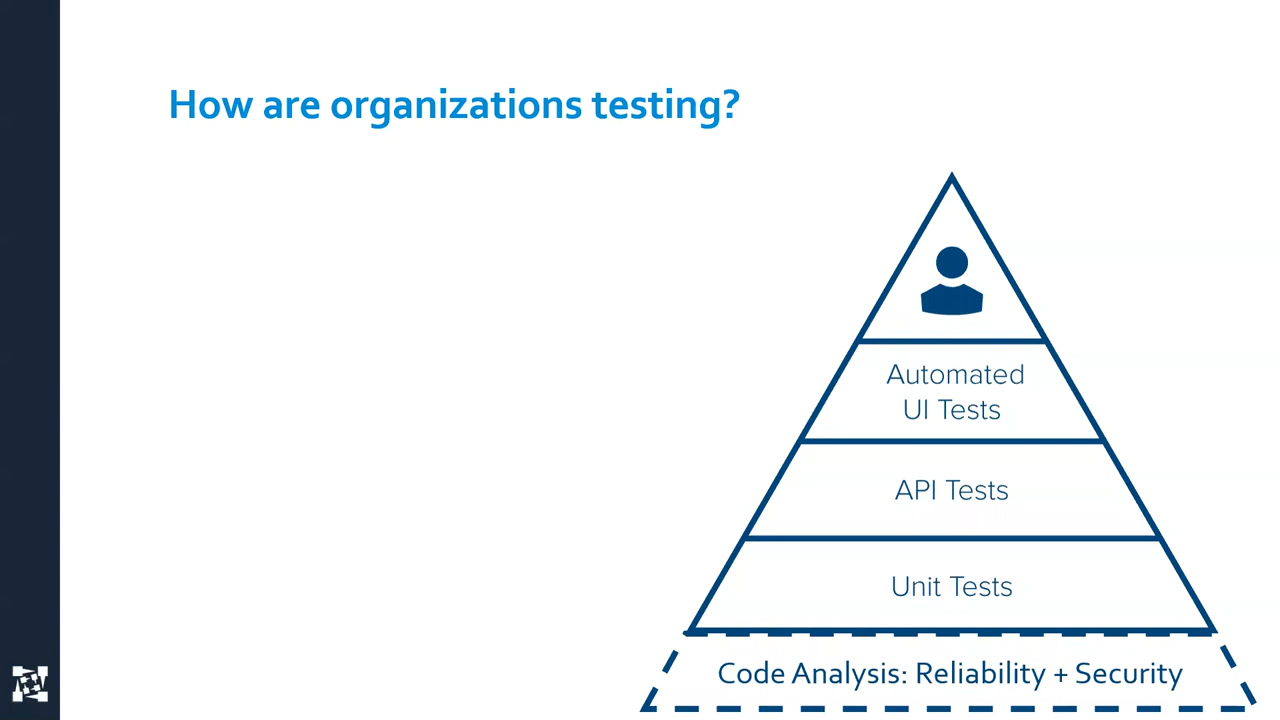 How are organizations testing?
Automated
UI Tests
API Tests
Unit Tests
Code Analysis: Reliability + Security